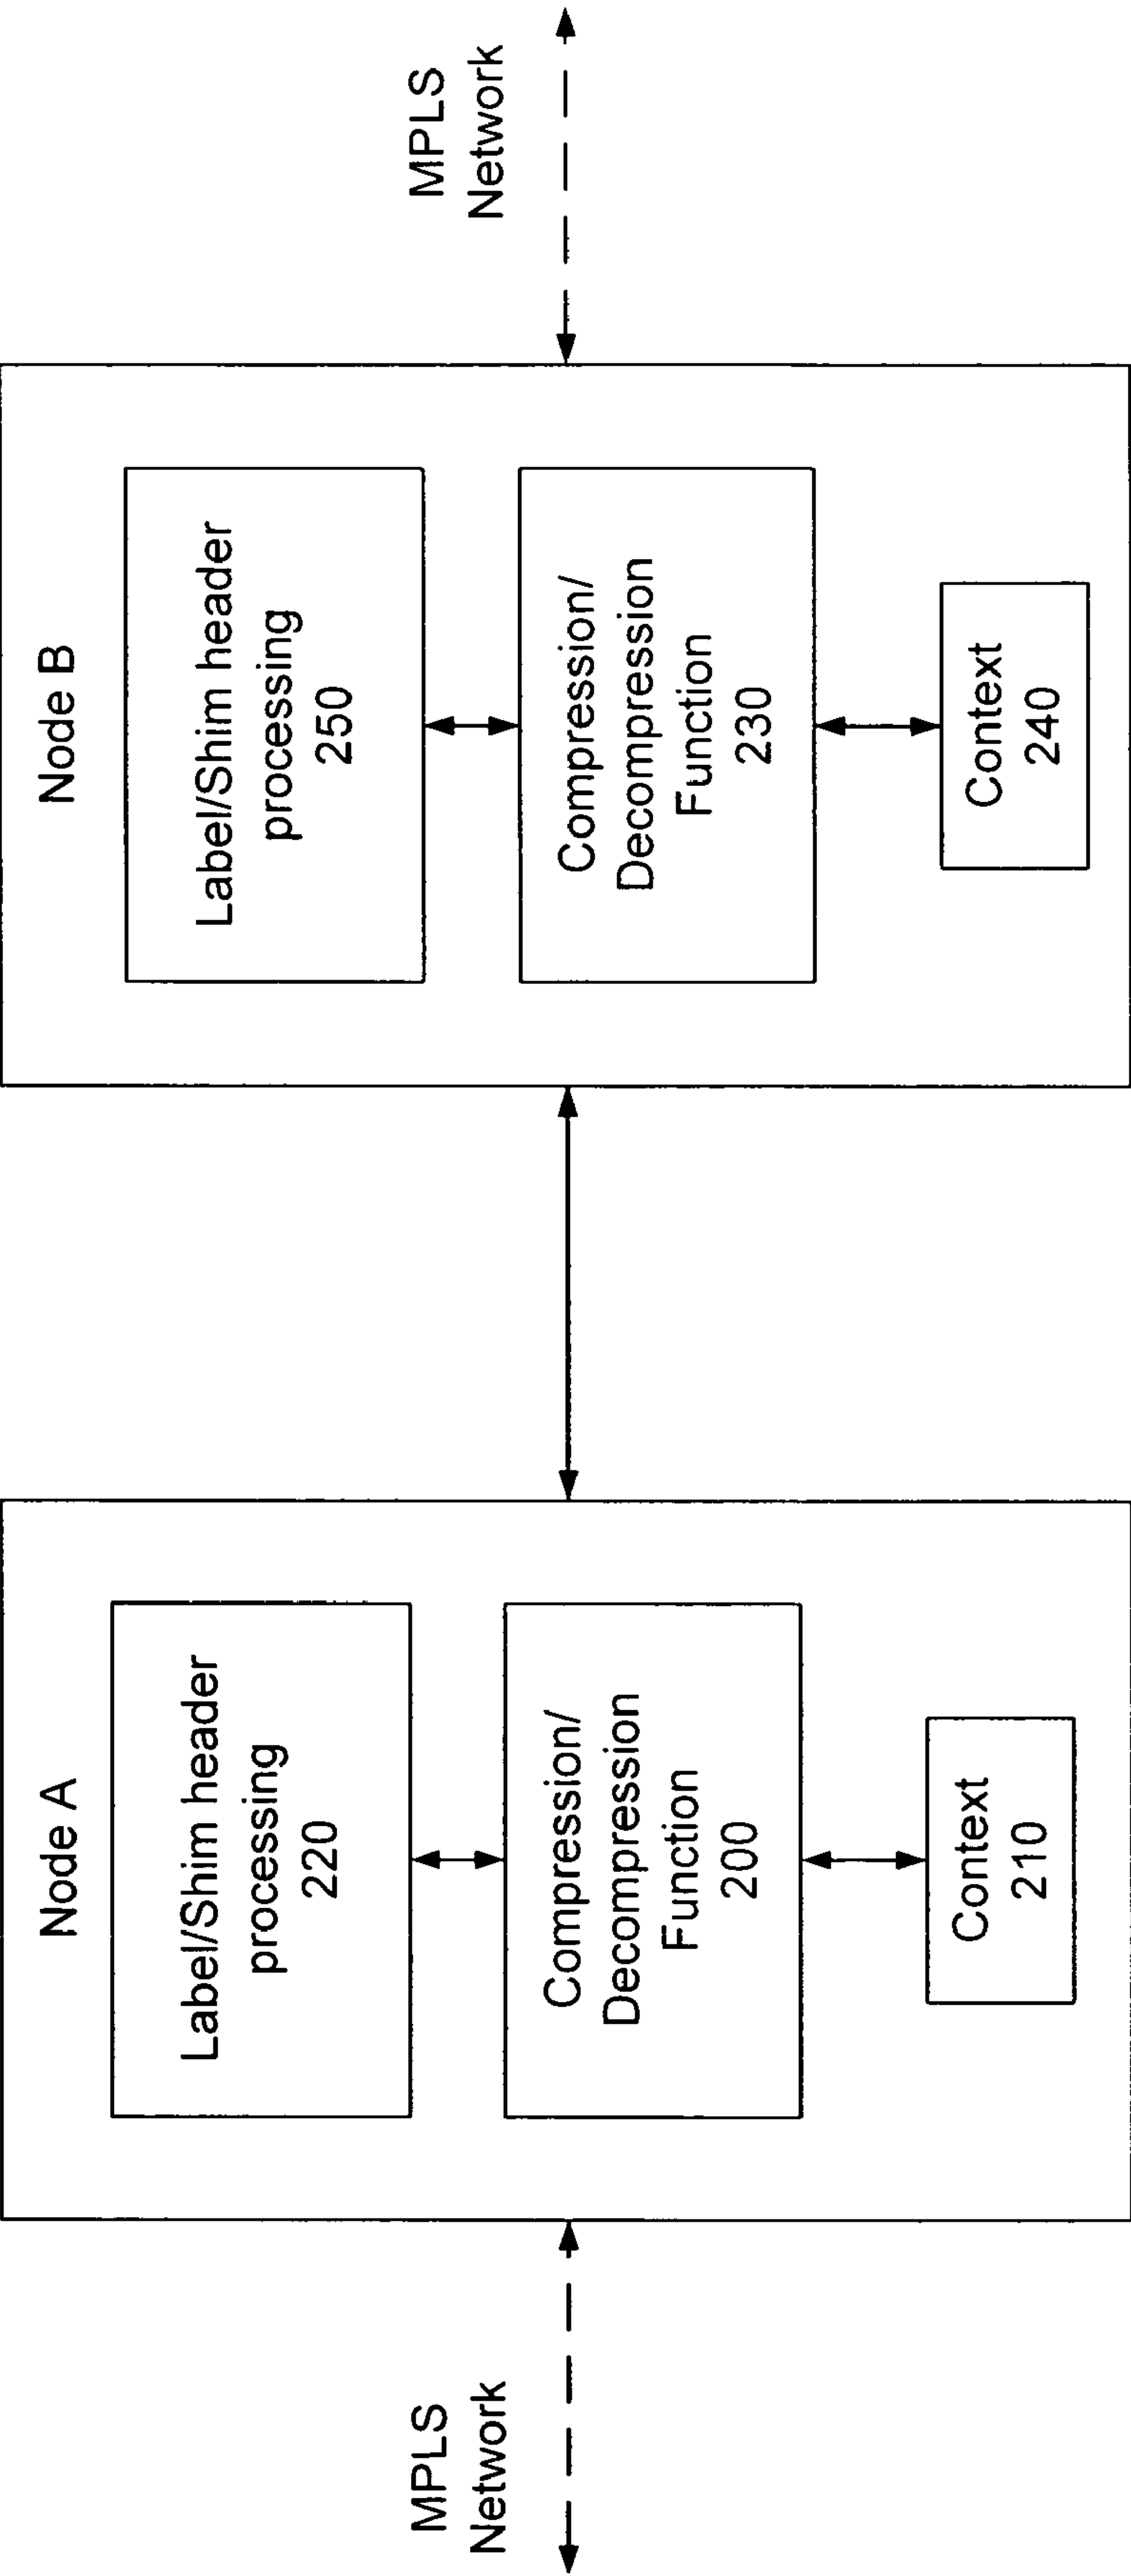 MPLS
Network
Node A
Label/Shim header
processing
220
Compression/
Decompression
Function
200
Context
210
Node B
Label/Shim header
processing
250
Compression/
Decompression
Function
230
Context
240
MPLS
Network